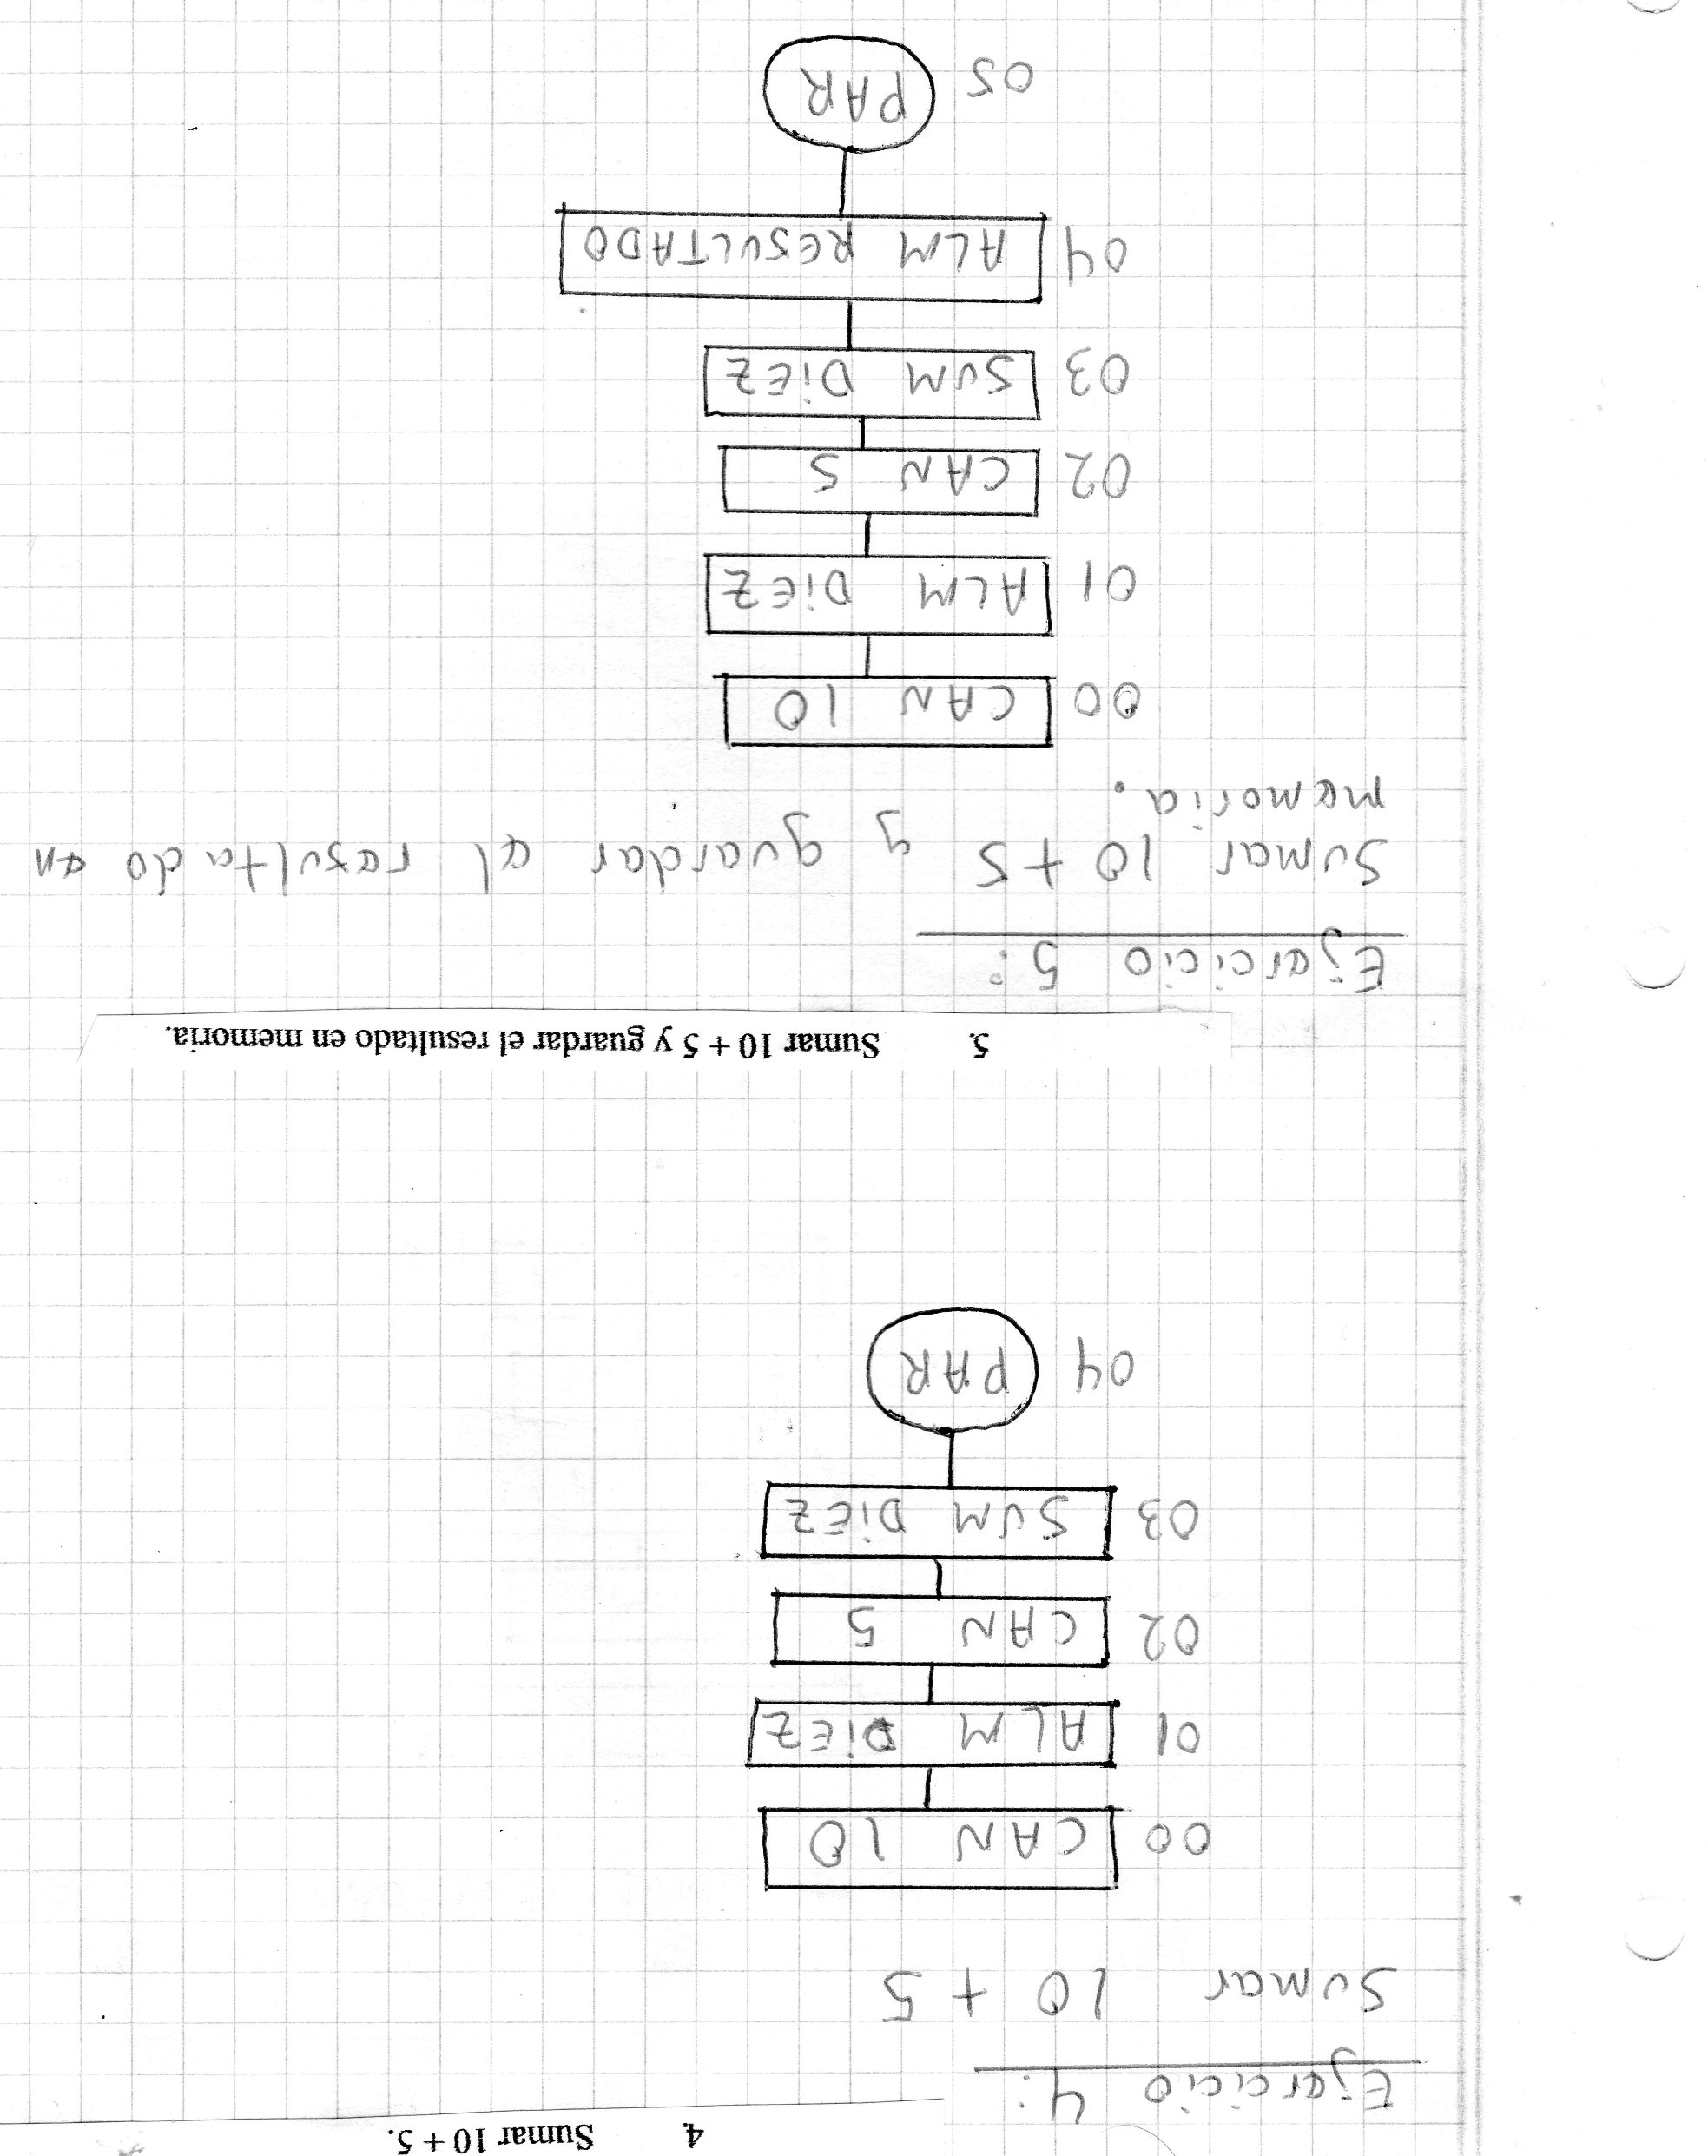 4. Sumar 10 + 5.
Ejercicio 4:
Sumar 10 + 5
00 CAN 10
01 ALM DiEZ
02 CAN 5
03 SUM DiEZ
04 PAR
5. Sumar 10 + 5 y guardar el resultado en memoria.
Ejercicio 5:
Sumar 10 + 5 y guardar el resultado en
memoria.
00 CAN 10
01 ALM DiEZ
02 CAN 5
03 SUM DiEZ
04 ALM RESULTADO
05 PAR